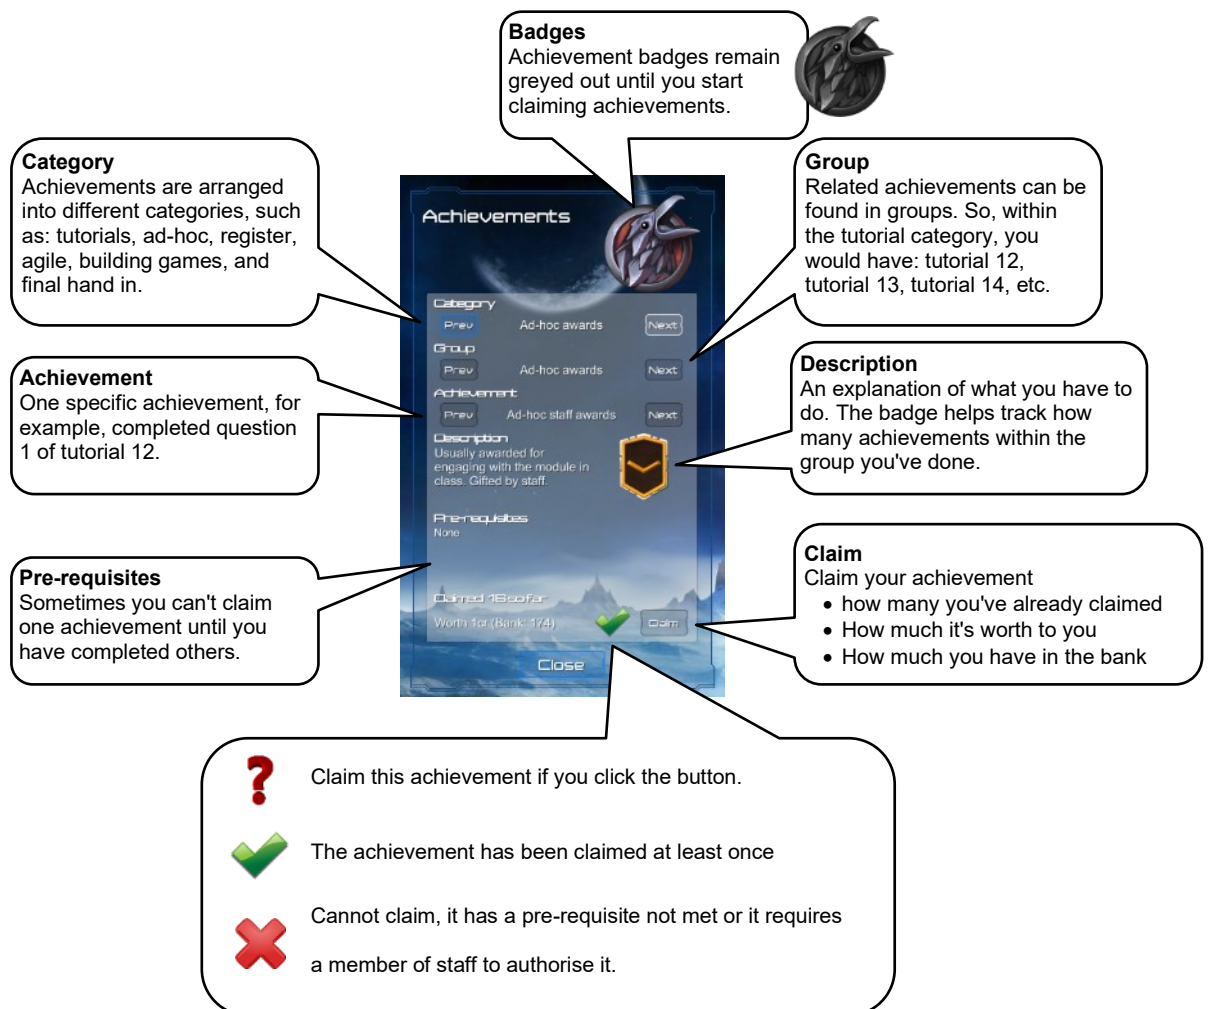 Badges
Achievement badges remain
greyed out until you start
claiming achievements.
Category
Achievements are arranged
into different categories, such
as: tutorials, ad-hoc, register,
agile, building games, and
final hand in.
Group
Related achievements can be
found in groups. So, within
the tutorial category, you
would have: tutorial 12,
tutorial 13, tutorial 14, etc.
Achievements
Category
Prev Ad-hoc awards Next
Group
Prev Ad-hoc awards Next
Achievement
Prev Ad-hoc staff awards Next
Description
Usually awarded for
engaging with the module in
class. Gifted by staff.
Pre-requisites
None
Claimed 16 so far
Worth 1cr (Bank: 174) Claim
Close
Achievement
One specific achievement, for
example, completed question
1 of tutorial 12.
Description
An explanation of what you have to
do. The badge helps track how
many achievements within the
group you've done.
Pre-requisites
Sometimes you can't claim
one achievement until you
have completed others.
Claim
Claim your achievement
• how many you've already claimed
• How much it's worth to you
• How much you have in the bank
? Claim this achievement if you click the button.
The achievement has been claimed at least once
Cannot claim, it has a pre-requisite not met or it requires
a member of staff to authorise it.